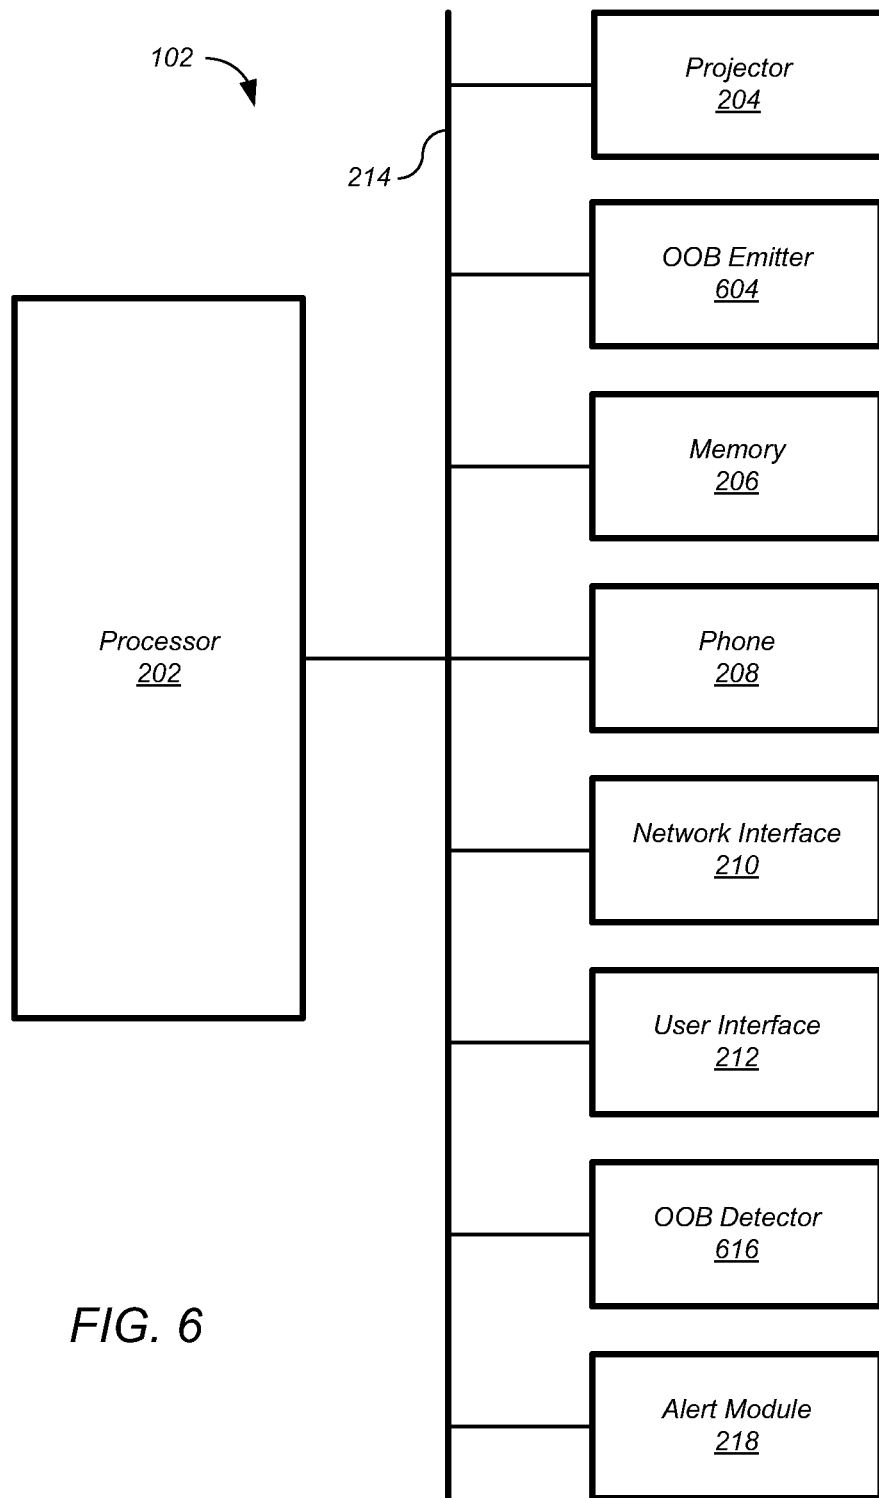 102
214
Projector
204
OOB Emitter
604
Memory
206
Processor
202
Phone
208
Network Interface
210
User Interface
212
OOB Detector
616
FIG. 6
Alert Module
218